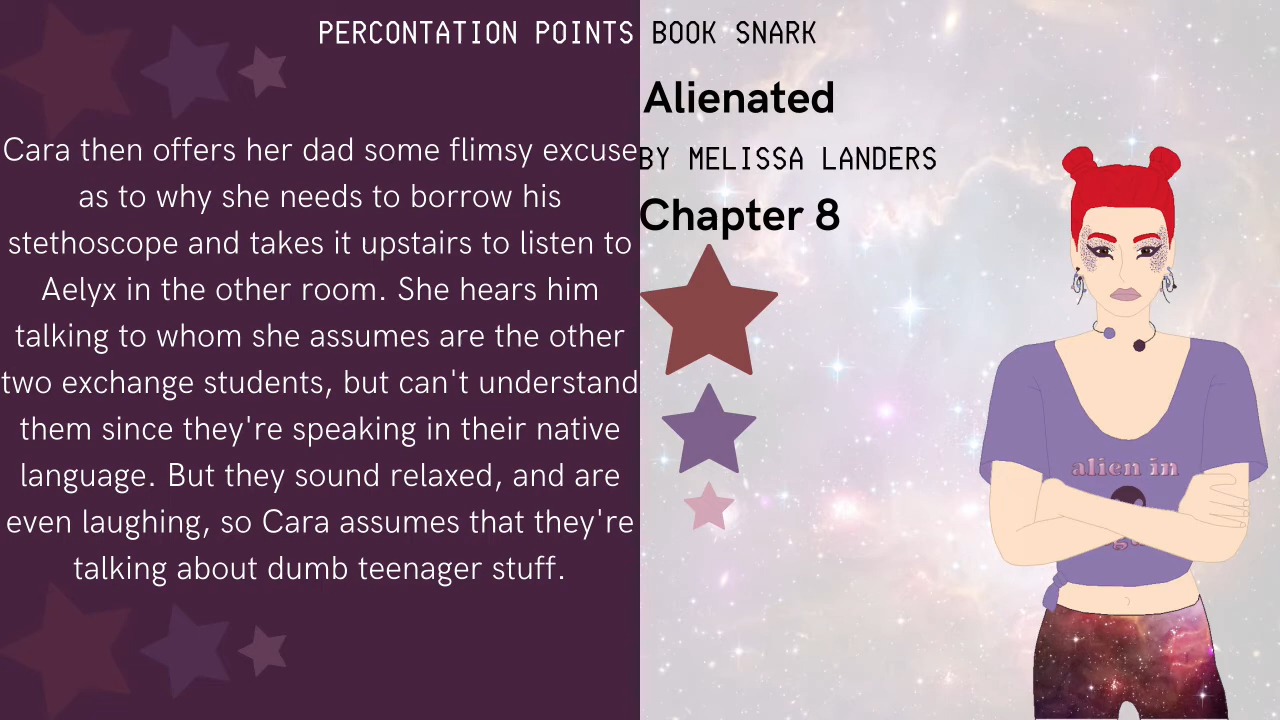 PERCONTATION POINTS BOOK SNARK
Cara then offers her dad some flimsy excuse
as to why she needs to borrow his
stethoscope and takes it upstairs to listen to
Aelyx in the other room. She hears him
talking to whom she assumes are the other
two exchange students, but can't understand
them since they're speaking in their native
language. But they sound relaxed, and are
even laughing, so Cara assumes that they're
talking about dumb teenager stuff.
Alienated
BY MELISSA LANDERS
Chapter 8
alien in